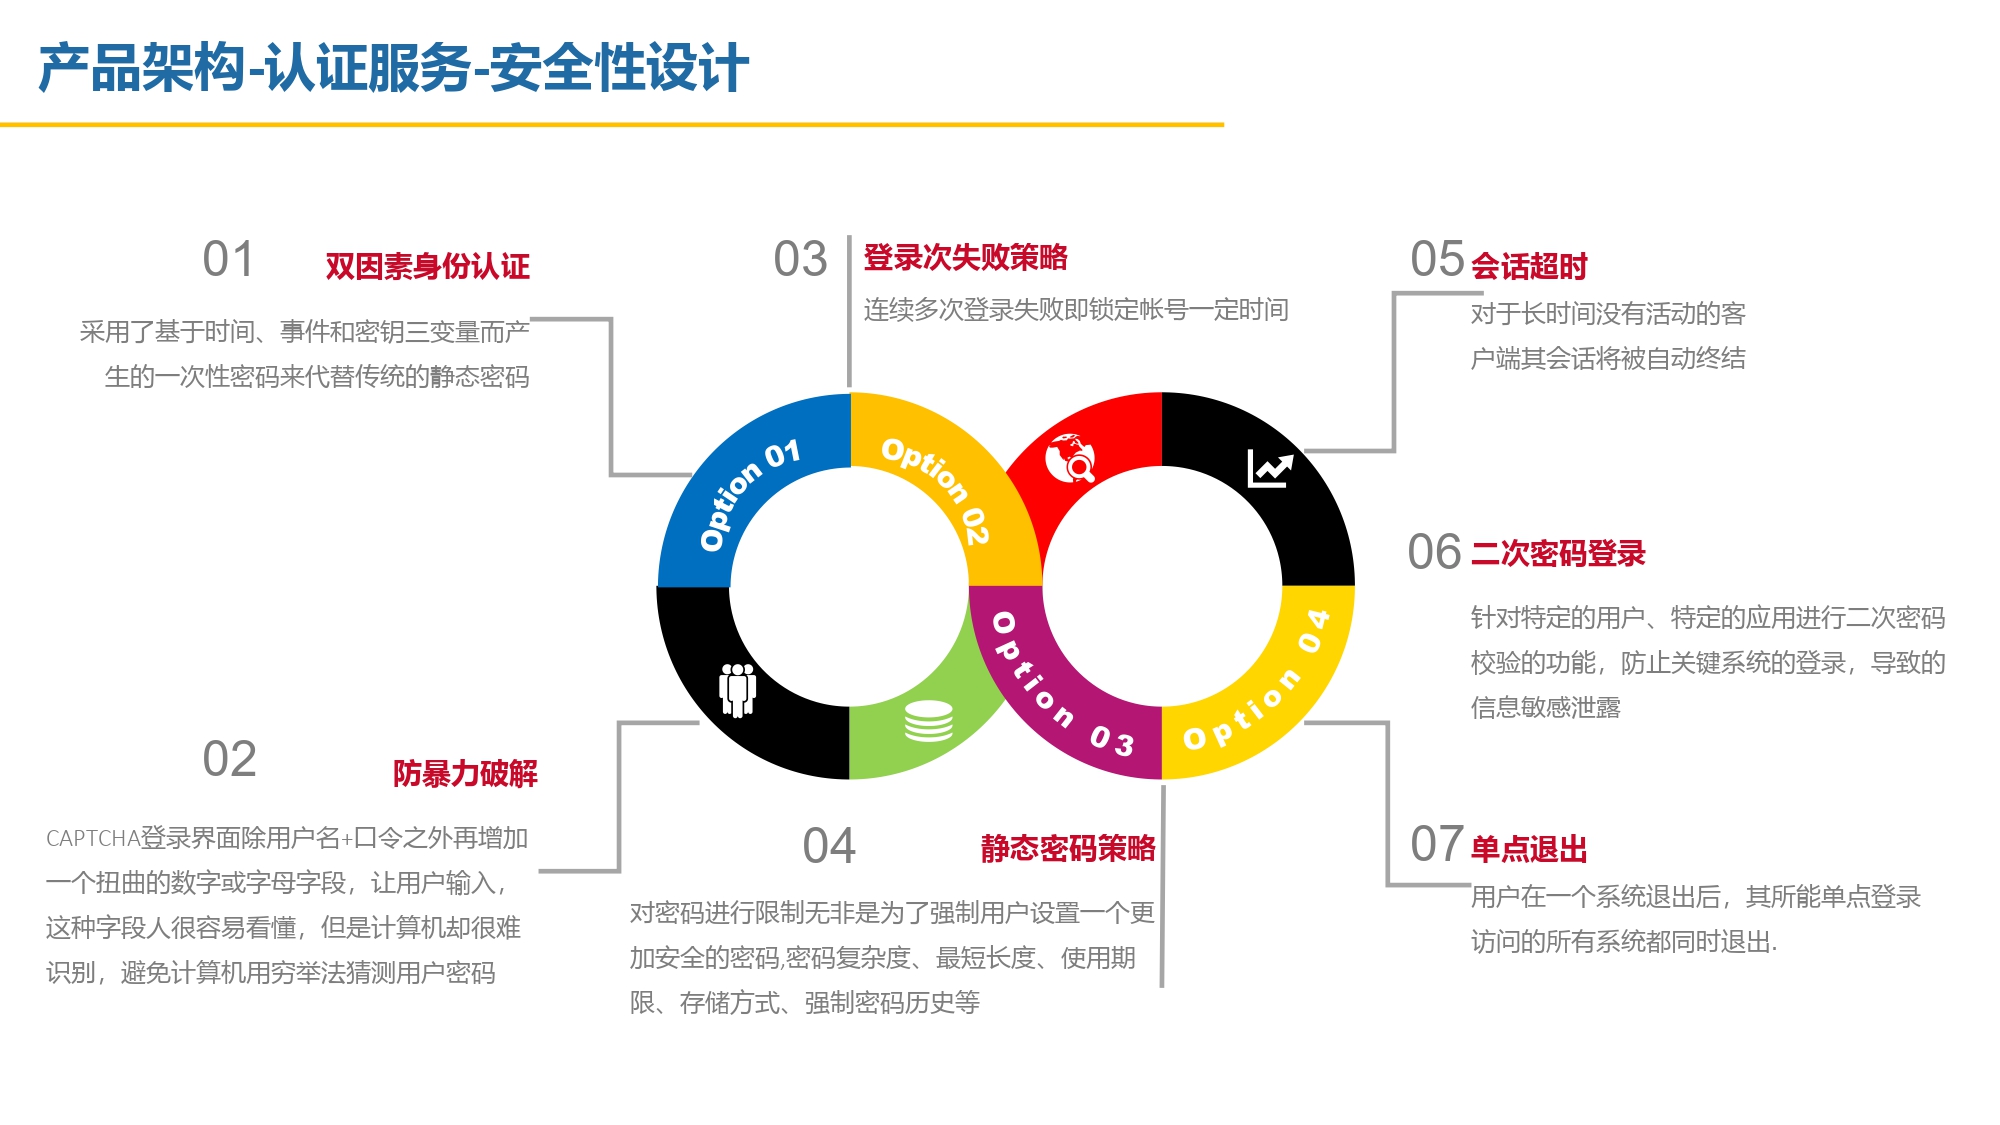 产品架构-认证服务-安全性设计
01
双因素身份认证
采用了基于时间、事件和密钥三变量而产
生的一次性密码来代替传统的静态密码
02
防暴力破解
CAPTCHA登录界面除用户名+口令之外再增加
一个扭曲的数字或字母字段，让用户输入，
这种字段人很容易看懂，但是计算机却很难
识别，避免计算机用穷举法猜测用户密码
03
登录次失败策略
连续多次登录失败即锁定帐号一定时间
Option 01
Option 02
Option 03
Option 04
04
静态密码策略
对密码进行限制无非是为了强制用户设置一个更
加安全的密码,密码复杂度、最短长度、使用期
限、存储方式、强制密码历史等
05
会话超时
对于长时间没有活动的客
户端其会话将被自动终结
06
二次密码登录
针对特定的用户、特定的应用进行二次密码
校验的功能，防止关键系统的登录，导致的
信息敏感泄露
07
单点退出
用户在一个系统退出后，其所能单点登录
访问的所有系统都同时退出.